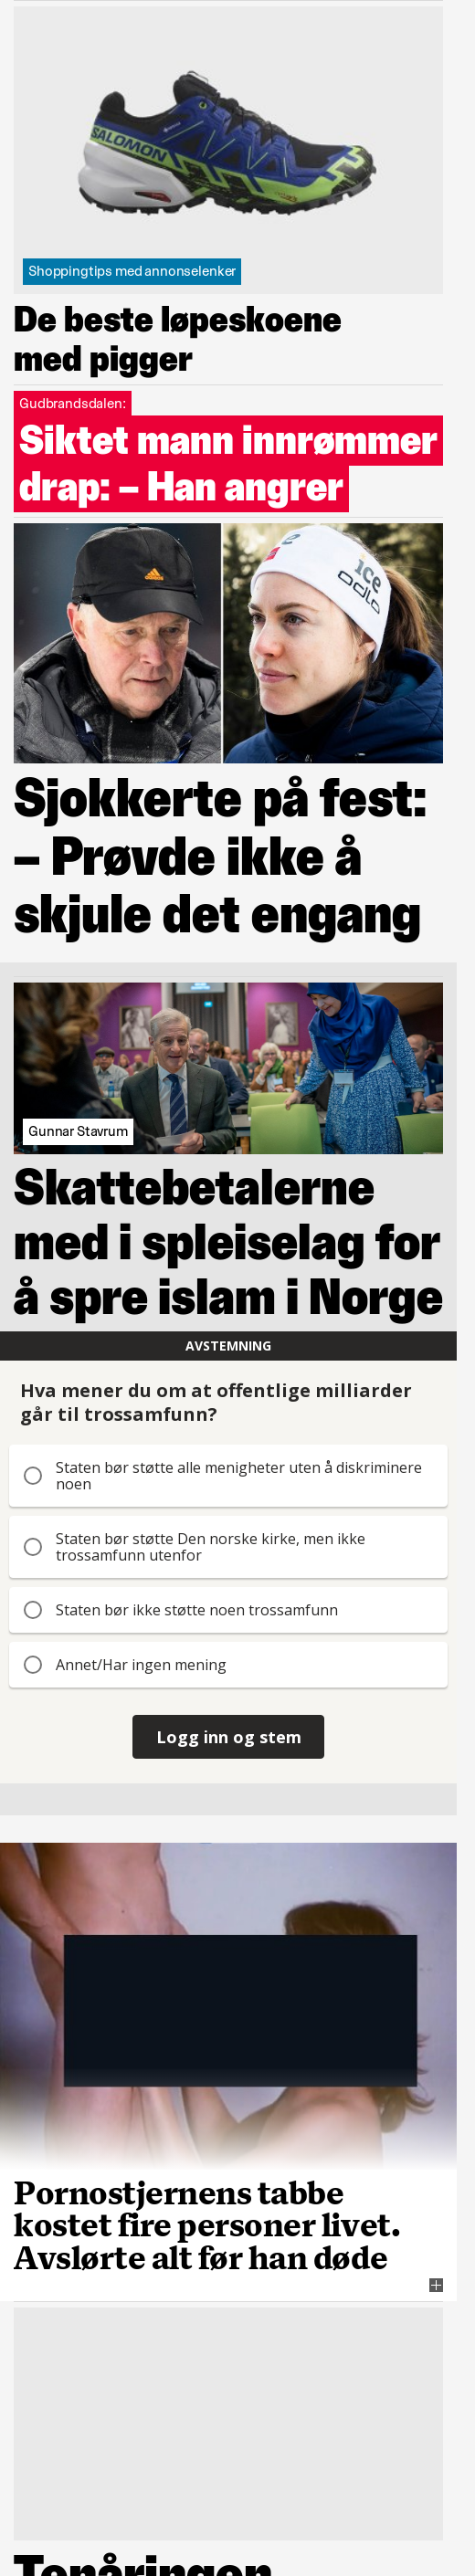 SALOMON
Shoppingtips med annonselenker
De beste løpeskoene
med pigger
Gudbrandsdalen:
Siktet mann innrømmer
drap: – Han angrer
ICE
odlo
Sjokkerte på fest:
– Prøvde ikke å
skjule det engang
Gunnar Stavrum
Skattebetalerne
med i spleiselag for
å spre islam i Norge
AVSTEMNING
Hva mener du om at offentlige milliarder
går til trossamfunn?
Staten bør støtte alle menigheter uten å diskriminere
noen
Staten bør støtte Den norske kirke, men ikke
trossamfunn utenfor
Staten bør ikke støtte noen trossamfunn
Annet/Har ingen mening
Logg inn og stem
Pornostjernens tabbe
kostet fire personer livet.
Avslørte alt før han døde
Tenåringen